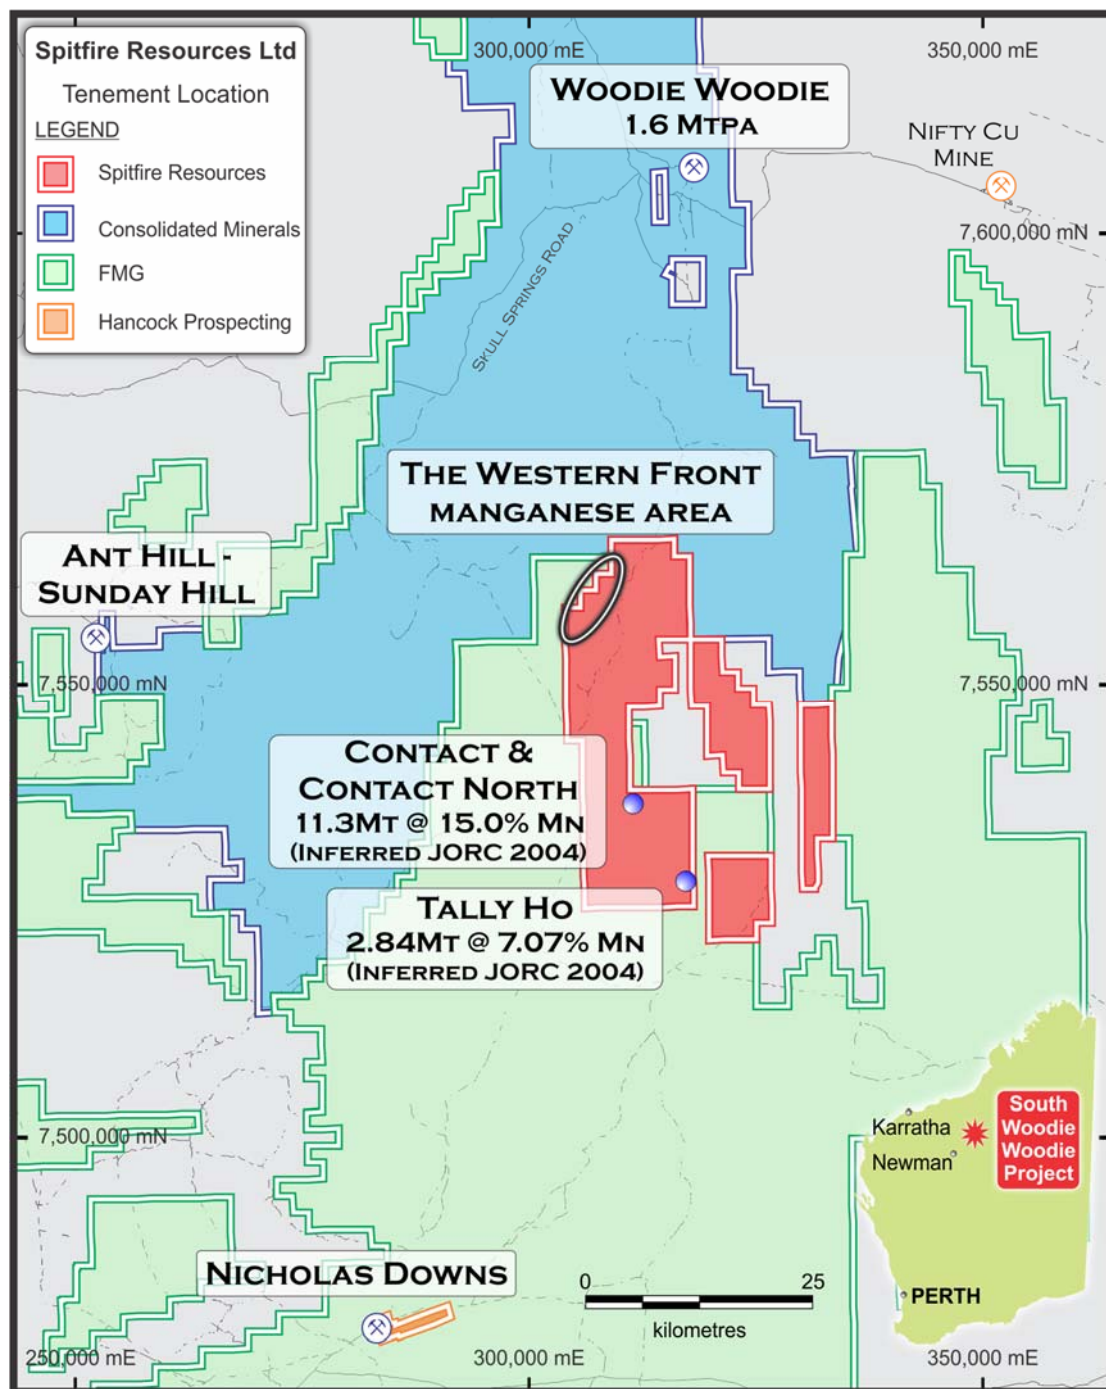 Spitfire Resources Ltd
Tenement Location
LEGEND
Spitfire Resources
Consolidated Minerals
FMG
Hancock Prospecting
300,000 mE
350,000 mE
WOODIE WOODIE
1.6 MTPA
NIFTY CU
MINE
7,600,000 mN
SKULL SPRINGS ROAD
THE WESTERN FRONT
MANGANESE AREA
ANT HILL -
SUNDAY HILL
7,550,000 mN
7,550,000 mN
CONTACT &
CONTACT NORTH
11.3MT @ 15.0% MN
(INFERRED JORC 2004)
TALLY HO
2.84MT @ 7.07% MN
(INFERRED JORC 2004)
7,500,000 mN
Karratha
Newman
South
Woodie
Woodie
Project
PERTH
NICHOLAS DOWNS
0 25
kilometres
250,000 mE
300,000 mE
350,000 mE